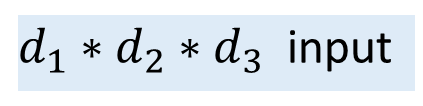 d₁ * d₂ * d₃ input